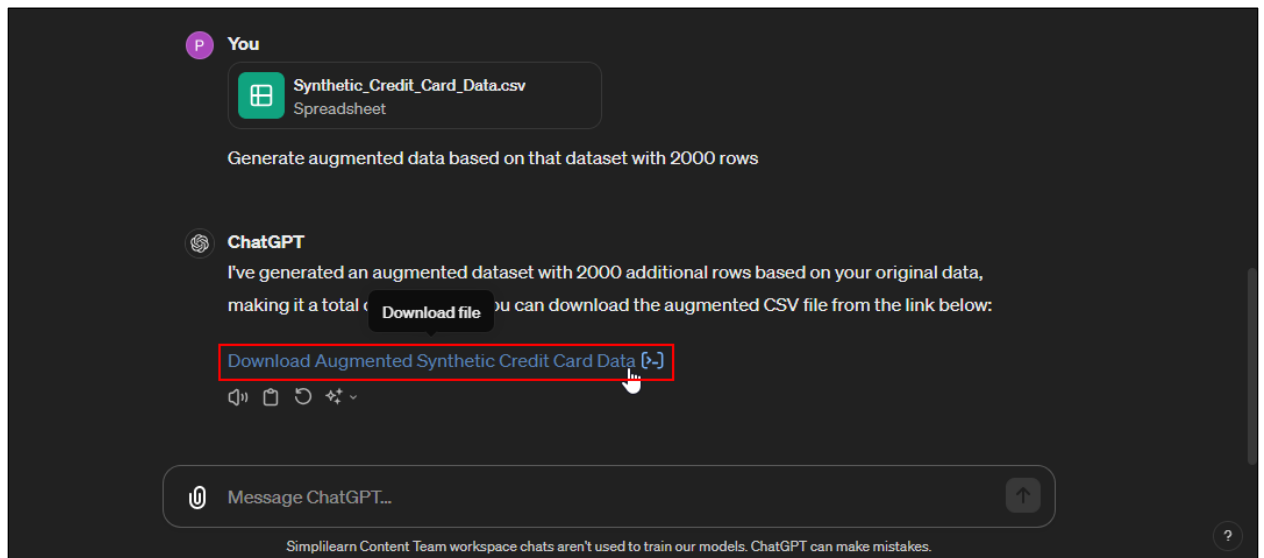 P
You
Synthetic_Credit_Card_Data.csv
Spreadsheet
Generate augmented data based on that dataset with 2000 rows
ChatGPT
I've generated an augmented dataset with 2000 additional rows based on your original data,
making it a total ou can download the augmented CSV file from the link below:
Download file
Download Augmented Synthetic Credit Card Data
Message ChatGPT...
Simplilearn Content Team workspace chats aren't used to train our models. ChatGPT can make mistakes.
?